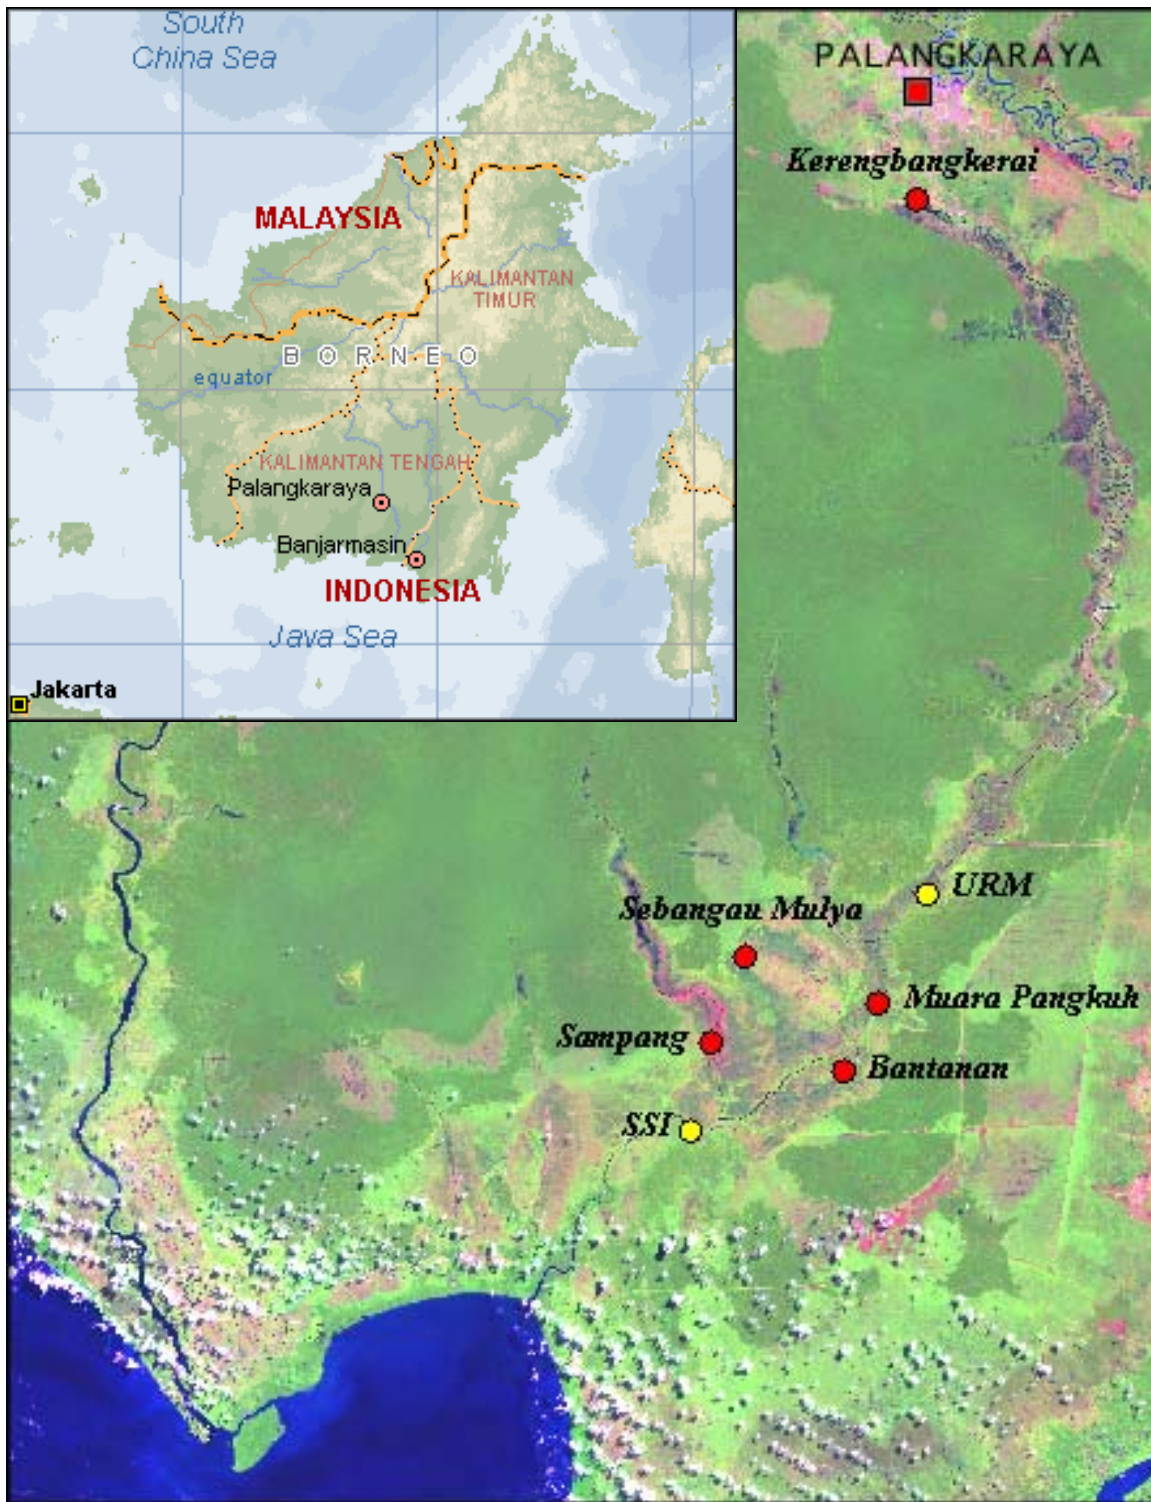 South
China Sea
MALAYSIA
KALIMANTAN
TIMUR
BORNEO
equator
KALIMANTAN TENGAH
Palangkaraya
Banjarmasin
INDONESIA
Java Sea
Jakarta
PALANGKARAYA
Kerengbangkerai
URM
Sebangau Mulya
Muara Pangkuh
Sampang
Bantanan
SSI